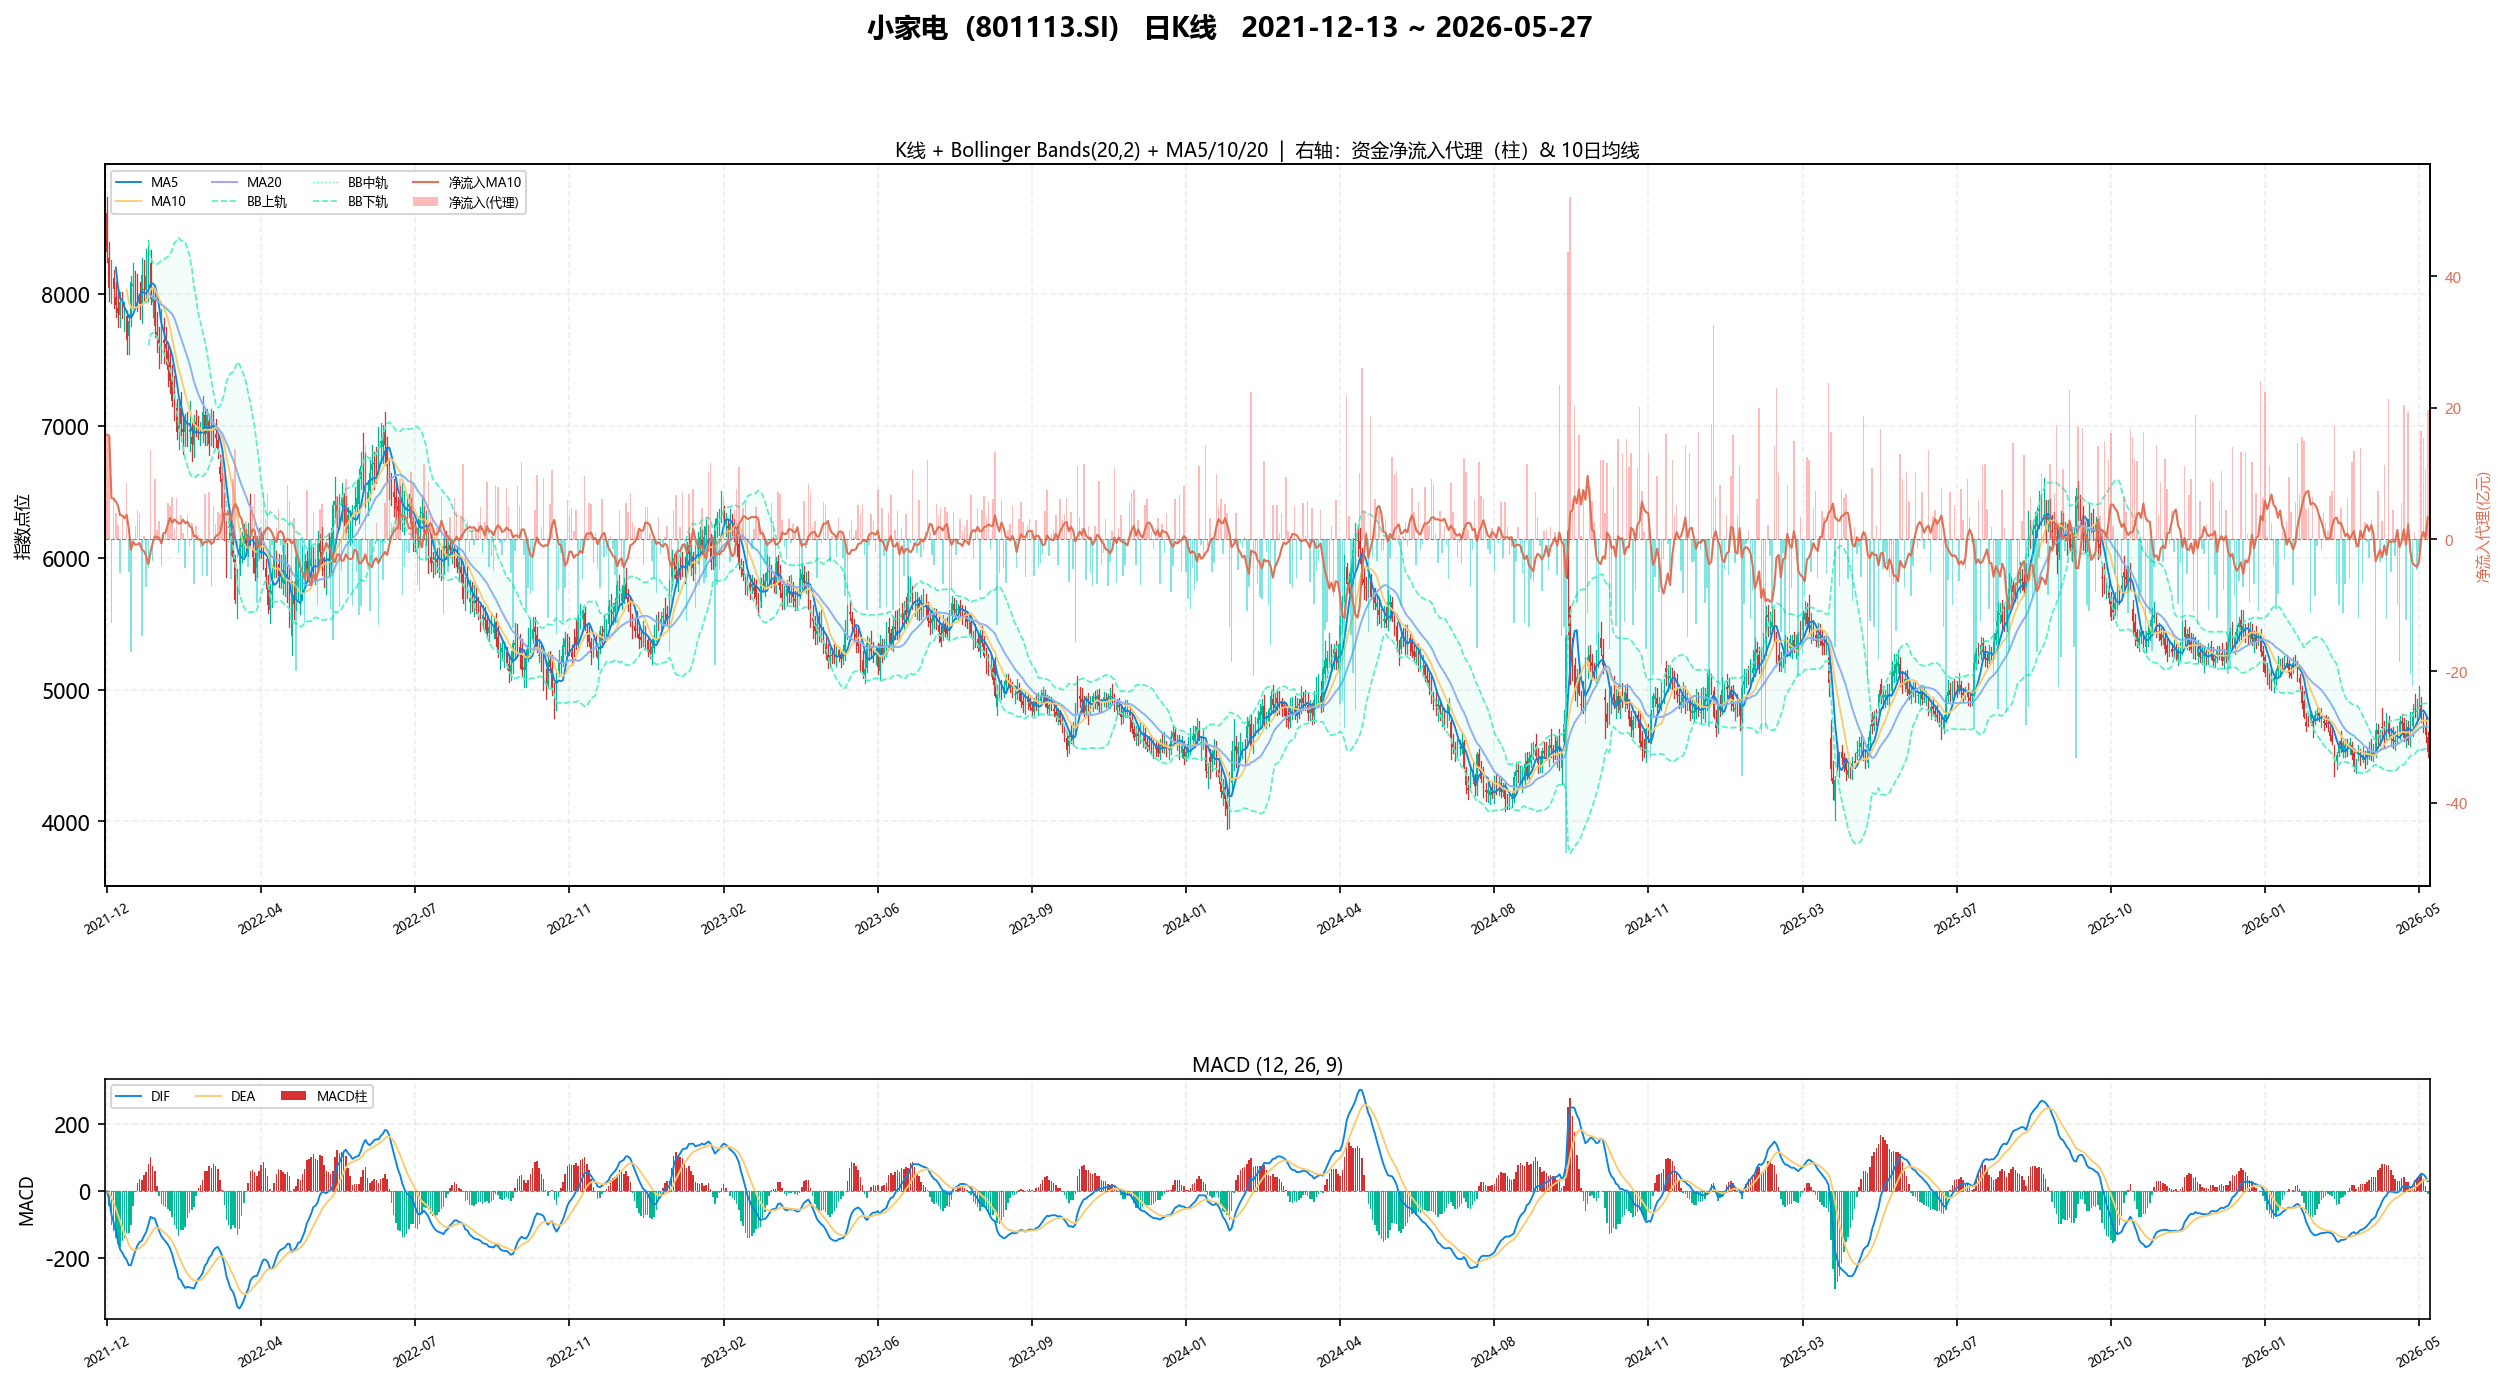 小家电 (801113.SI) 日K线 2021-12-13 ~ 2026-05-27
K线 + Bollinger Bands(20,2) + MA5/10/20 | 右轴：资金净流入代理（柱）& 10日均线
MA5 MA20 BB中轨 净流入MA10
MA10 BB上轨 BB下轨 净流入(代理)
指数点位
8000
7000
6000
5000
4000
净流入代理(亿元)
40
20
0
-20
-40
2021-12 2022-04 2022-07 2022-11 2023-02 2023-06 2023-09 2024-01 2024-04 2024-08 2024-11 2025-03 2025-07 2025-10 2026-01 2026-05
MACD (12, 26, 9)
DIF DEA MACD柱
MACD
200
0
-200
2021-12 2022-04 2022-07 2022-11 2023-02 2023-06 2023-09 2024-01 2024-04 2024-08 2024-11 2025-03 2025-07 2025-10 2026-01 2026-05